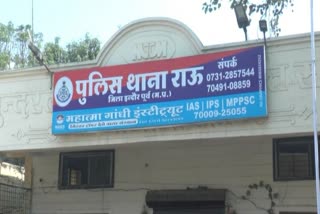 संपर्क
पुलिस थाना राऊ
0731-2857544
जिला इन्दौर पूर्व (म.प्र.)
70491-08859
महात्मा गांधी इंस्टीट्यूट IAS | IPS | MPPSC
70009-25055